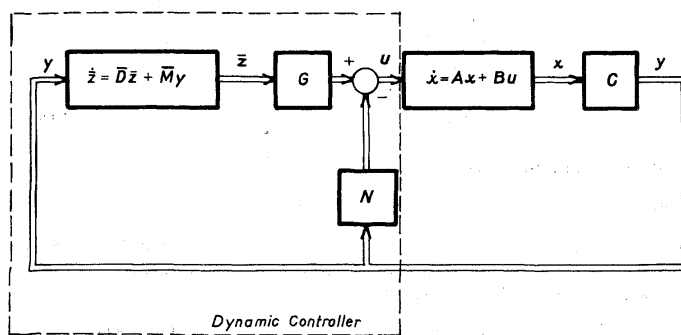 y
ż̄ = D̄z̄ + M̄y
z̄
G
+
−
u
ẋ = Ax + Bu
x
C
y
N
Dynamic Controller